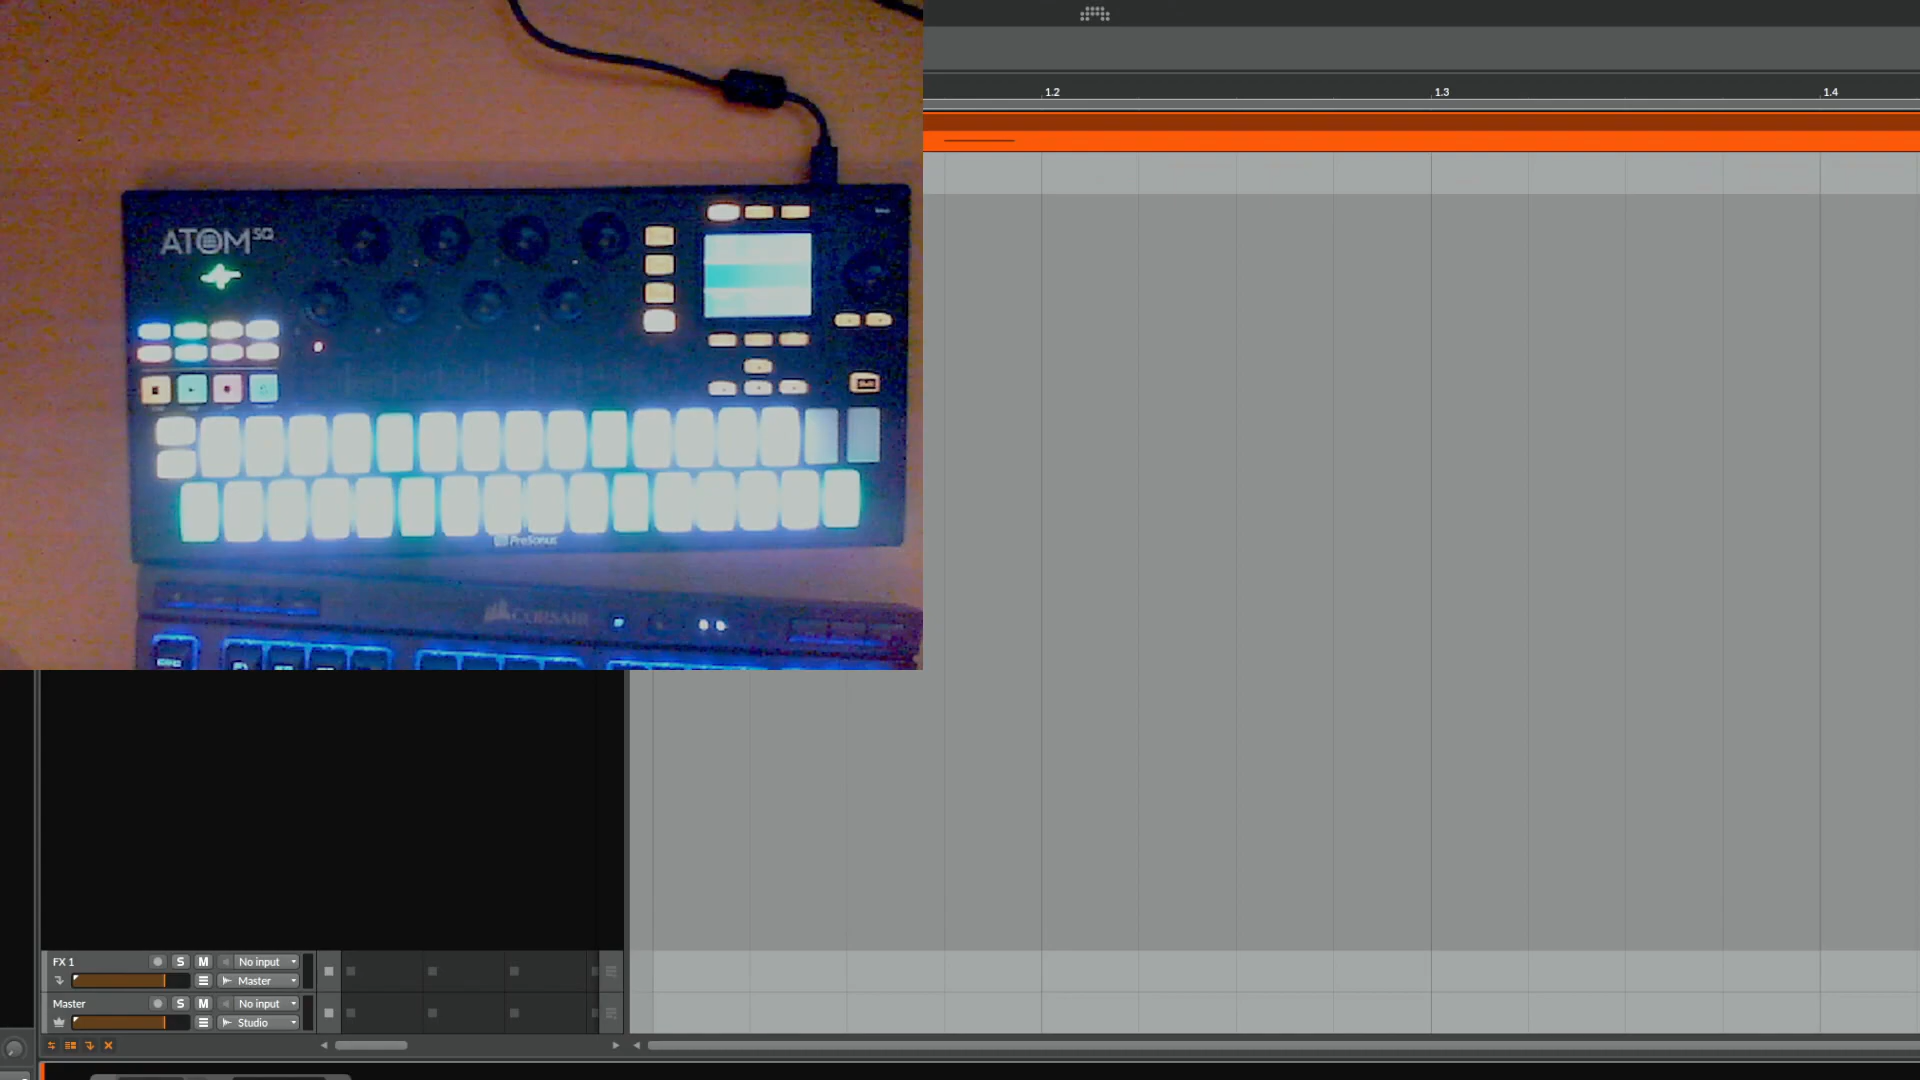 1.2 1.3 1.4
ATOM SQ
PreSonus
CORSAIR
FX 1 S M No input
Master
Master S M No input
Studio